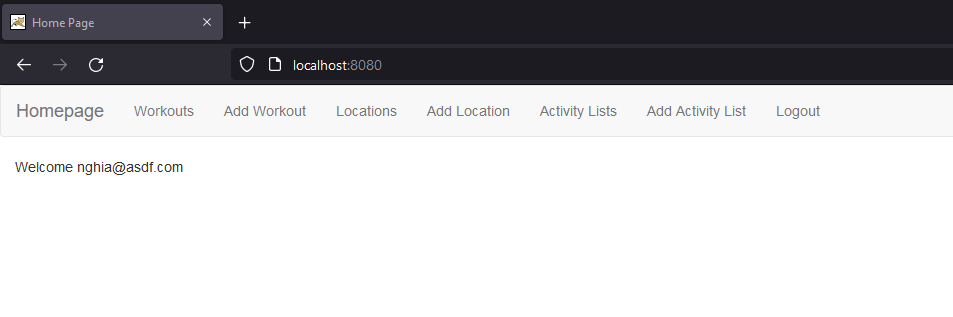 Home Page
localhost:8080
Homepage Workouts Add Workout Locations Add Location Activity Lists Add Activity List Logout
Welcome nghia@asdf.com